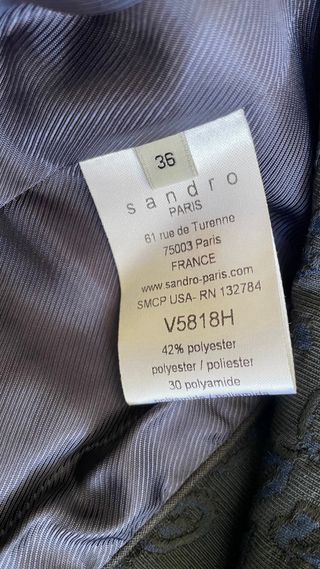 36
sandro
PARIS
61 rue de Turenne
75003 Paris
FRANCE
www.sandro-paris.com
SMCP USA- RN 132784
V5818H
42% polyester
polyester / poliester
30 polyamide